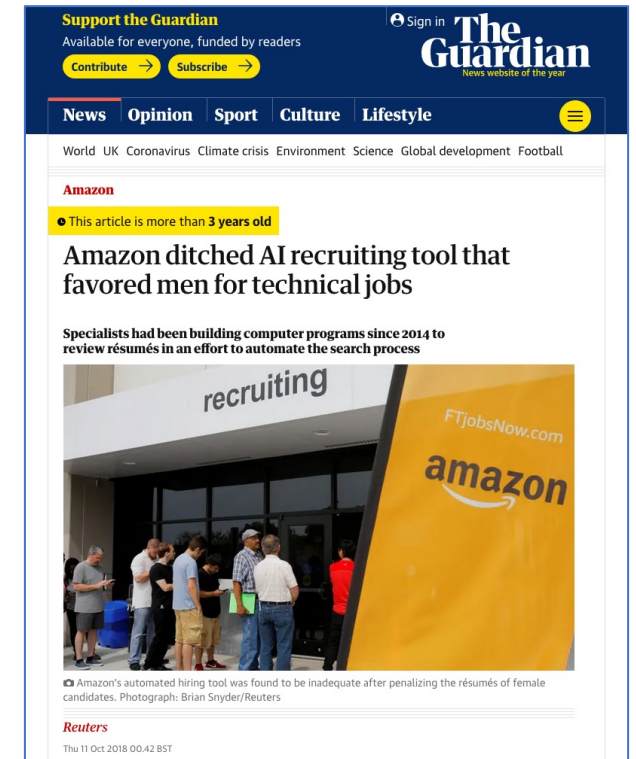 Support the Guardian
Available for everyone, funded by readers
Contribute →
Subscribe →
Sign in
The
Guardian
News website of the year
News
Opinion
Sport
Culture
Lifestyle
World UK Coronavirus Climate crisis Environment Science Global development Football
Amazon
This article is more than 3 years old
Amazon ditched AI recruiting tool that
favored men for technical jobs
Specialists had been building computer programs since 2014 to
review résumés in an effort to automate the search process
recruiting
FTjobsNow.com
amazon
Amazon's automated hiring tool was found to be inadequate after penalizing the résumés of female
candidates. Photograph: Brian Snyder/Reuters
Reuters
Thu 11 Oct 2018 00.42 BST